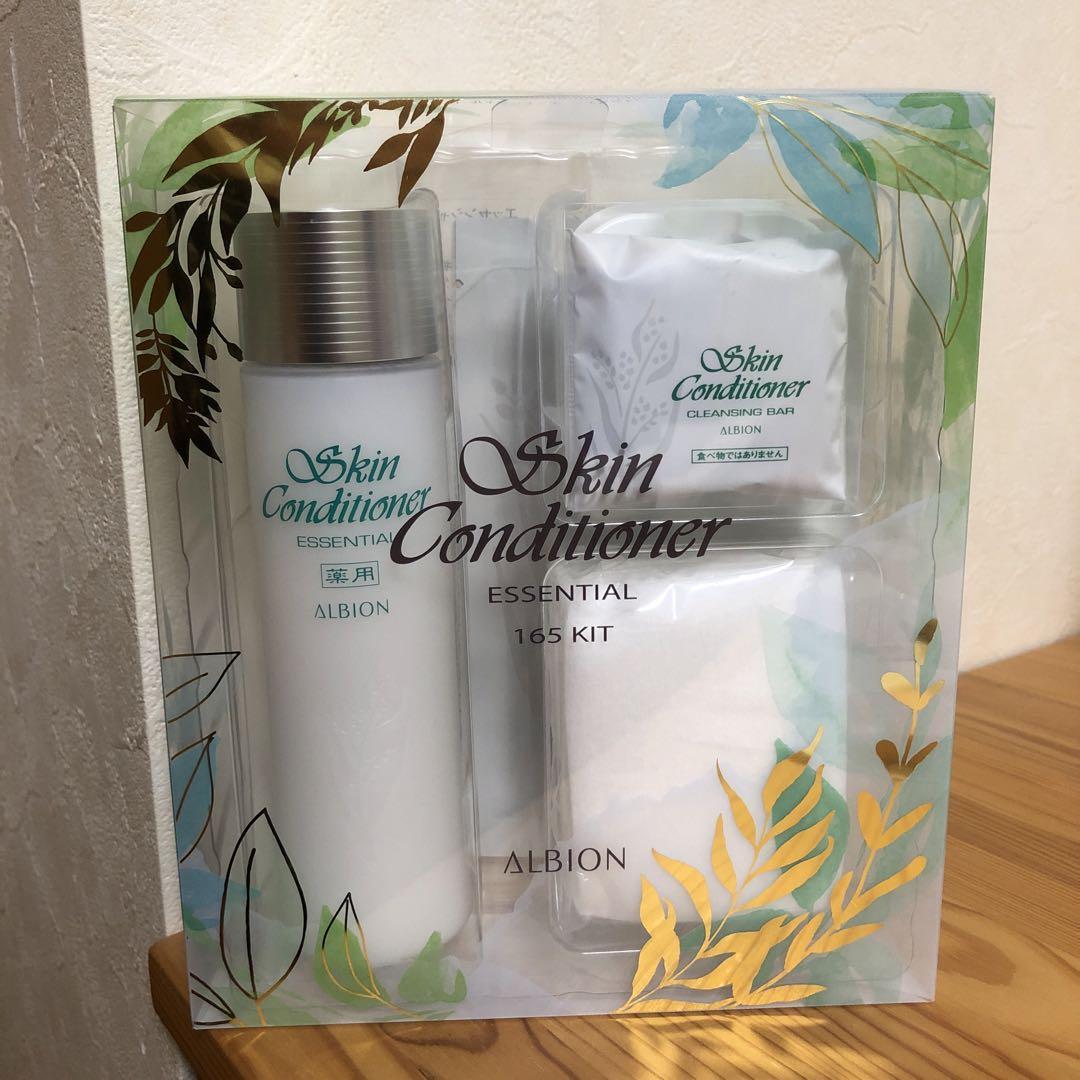 Skin
Conditioner
ESSENTIAL
薬用
ALBION
Skin
Conditioner
CLEANSING BAR
ALBION
食べ物ではありません
Skin
Conditioner
ESSENTIAL
165 KIT
ALBION